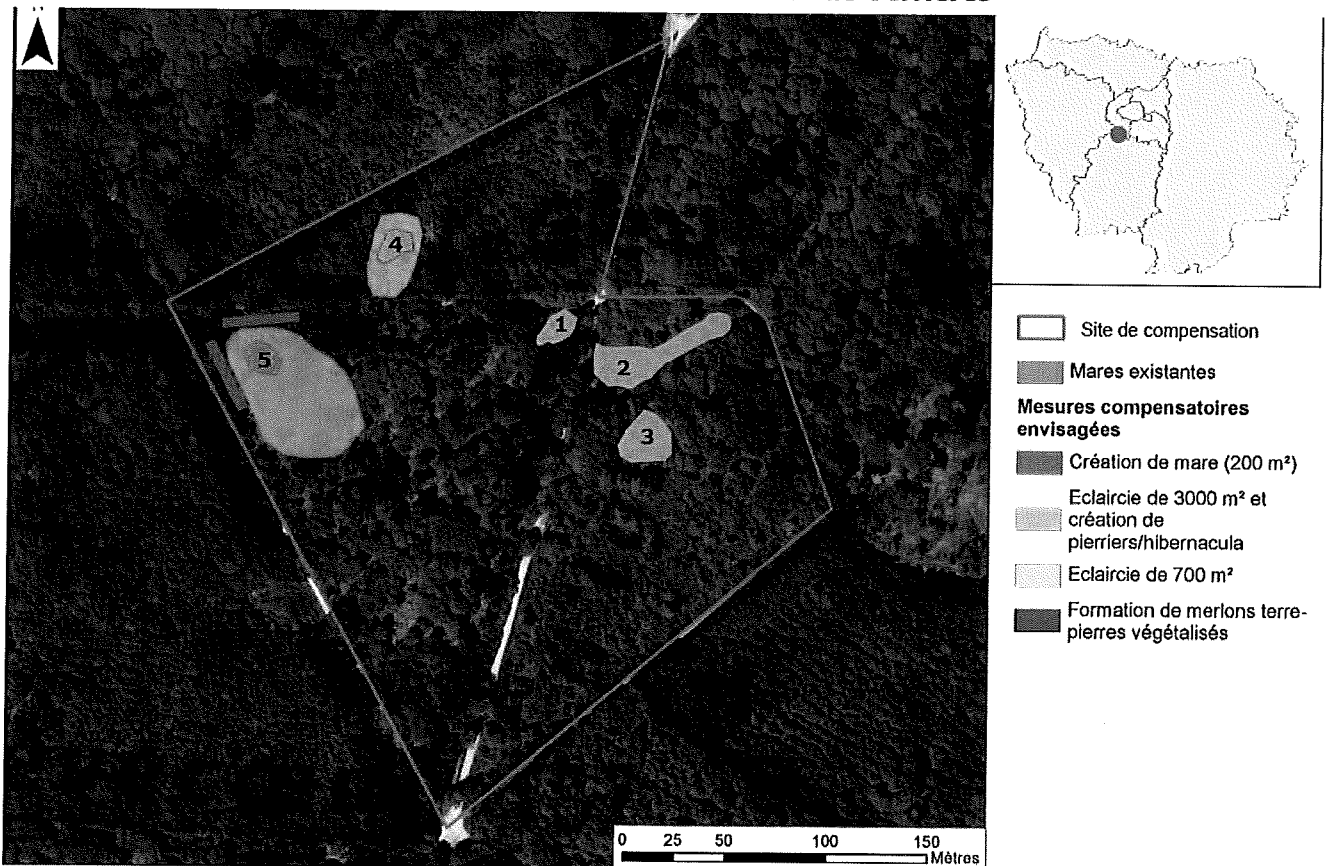 4
1
2
5
3
0 25 50 100 150
Mètres
Site de compensation
Mares existantes
Mesures compensatoires
envisagées
Création de mare (200 m²)
Eclaircie de 3000 m² et
création de
pierriers/hibernacula
Eclaircie de 700 m²
Formation de merlons terre-
pierres végétalisés